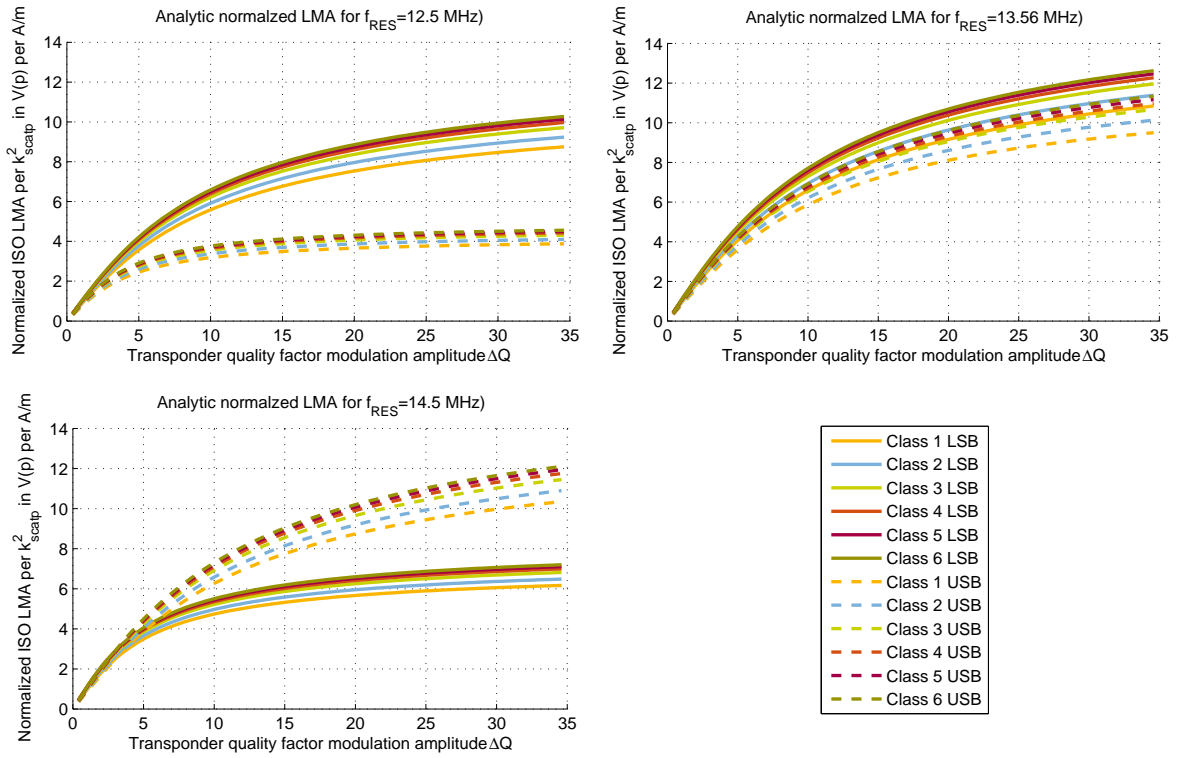 Analytic normalzed LMA for f_RES=12.5 MHz)
Normalized ISO LMA per k²_scatp in V(p) per A/m
14
12
10
8
6
4
2
0
0 5 10 15 20 25 30 35
Transponder quality factor modulation amplitude ΔQ
Analytic normalzed LMA for f_RES=13.56 MHz)
Normalized ISO LMA per k²_scatp in V(p) per A/m
14
12
10
8
6
4
2
0
0 5 10 15 20 25 30 35
Transponder quality factor modulation amplitude ΔQ
Analytic normalzed LMA for f_RES=14.5 MHz)
Normalized ISO LMA per k²_scatp in V(p) per A/m
14
12
10
8
6
4
2
0
0 5 10 15 20 25 30 35
Transponder quality factor modulation amplitude ΔQ
Class 1 LSB
Class 2 LSB
Class 3 LSB
Class 4 LSB
Class 5 LSB
Class 6 LSB
Class 1 USB
Class 2 USB
Class 3 USB
Class 4 USB
Class 5 USB
Class 6 USB